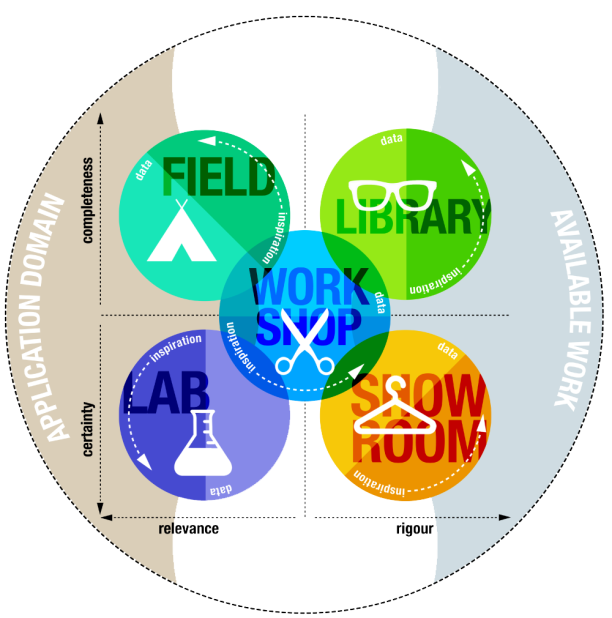 APPLICATION DOMAIN
AVAILABLE WORK
completeness
certainty
relevance
rigour
data
FIELD
inspiration
data
LIBRARY
inspiration
WORK
SHOP
data
inspiration
inspiration
LAB
data
data
SHOW
ROOM
inspiration